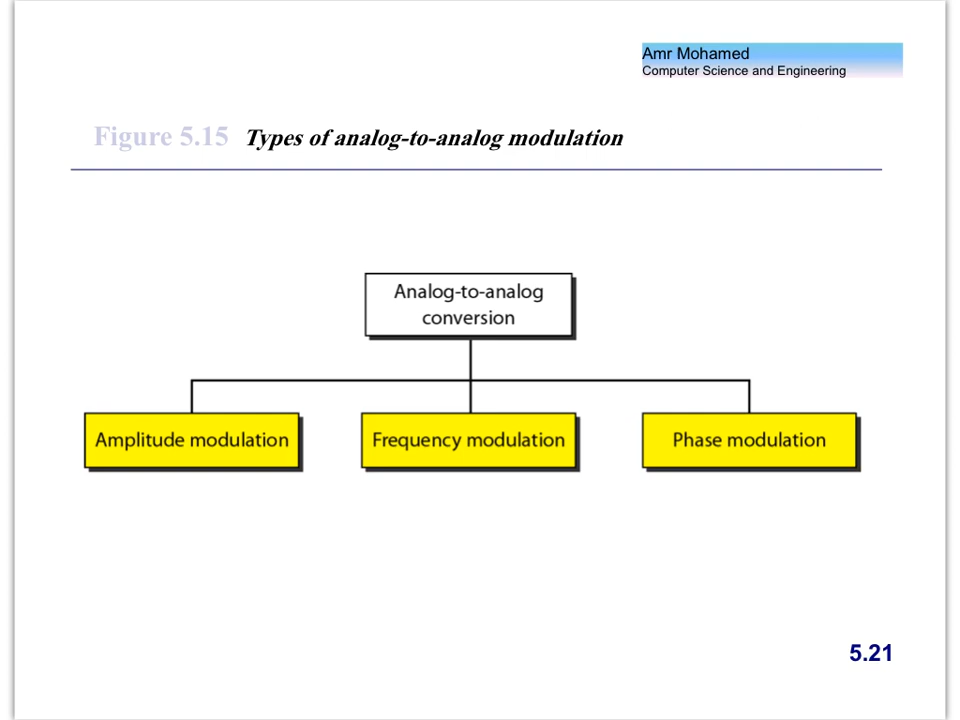 Amr Mohamed
Computer Science and Engineering
Figure 5.15 Types of analog-to-analog modulation
Analog-to-analog
conversion
Amplitude modulation
Frequency modulation
Phase modulation
5.21